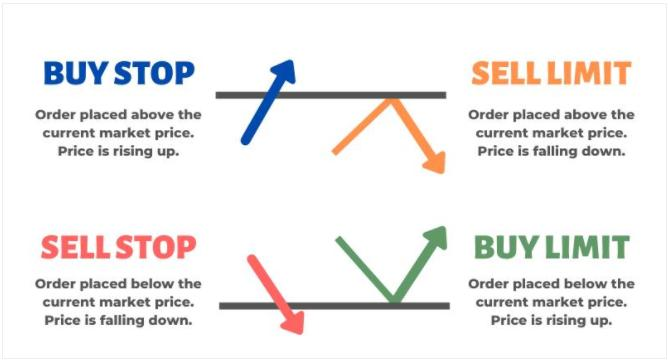 BUY STOP
Order placed above the
current market price.
Price is rising up.
SELL LIMIT
Order placed above the
current market price.
Price is falling down.
SELL STOP
Order placed below the
current market price.
Price is falling down.
BUY LIMIT
Order placed below the
current market price.
Price is rising up.